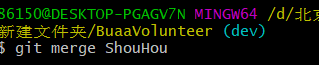 86150@DESKTOP-PGAGV7N MINGW64 /d/北京
新建文件夹/BuaaVolunteer (dev)
$ git merge ShouHou